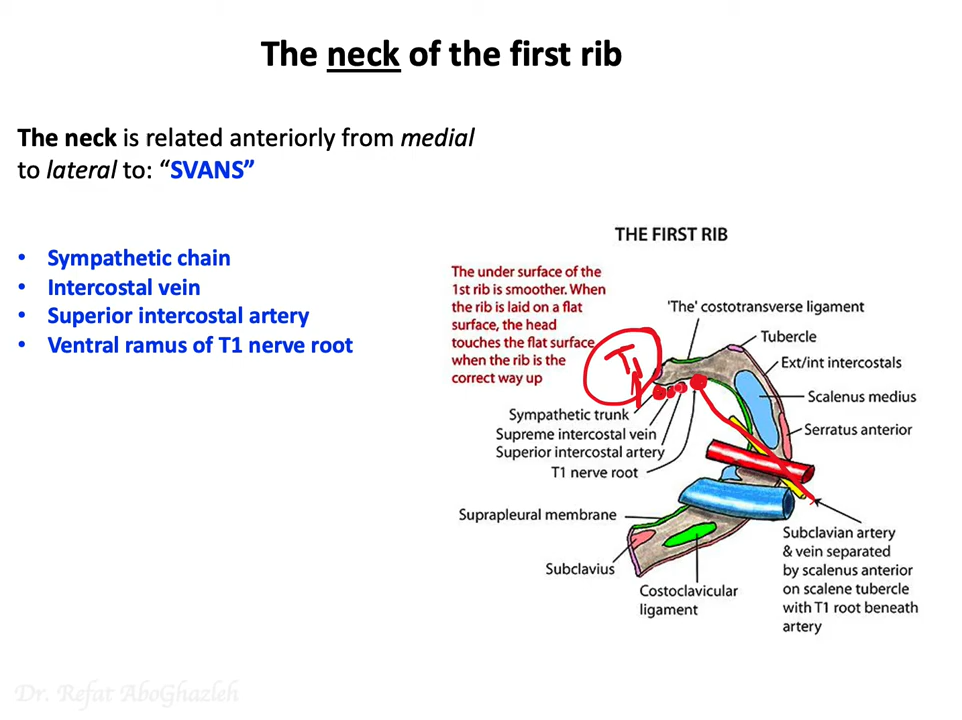 The neck of the first rib
The neck is related anteriorly from medial
to lateral to: “SVANS”
• Sympathetic chain
• Intercostal vein
• Superior intercostal artery
• Ventral ramus of T1 nerve root
THE FIRST RIB
The under surface of the
1st rib is smoother. When
the rib is laid on a flat
surface, the head
touches the flat surface
when the rib is the
correct way up
T1
'The' costotransverse ligament
Tubercle
Ext/int intercostals
Scalenus medius
Serratus anterior
Sympathetic trunk
Supreme intercostal vein
Superior intercostal artery
T1 nerve root
Suprapleural membrane
Subclavius
Costoclavicular
ligament
Subclavian artery
& vein separated
by scalenus anterior
on scalene tubercle
with T1 root beneath
artery
Dr. Refat AboGhazleh